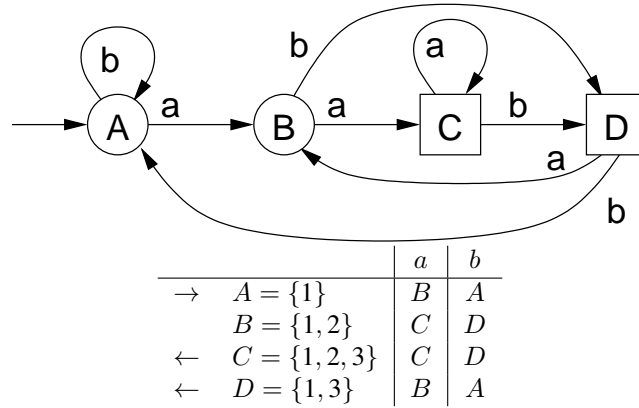 b
b
a
A
a
B
a
C
b
D
a
b
a b
→ A = {1} B A
B = {1, 2} C D
← C = {1, 2, 3} C D
← D = {1, 3} B A